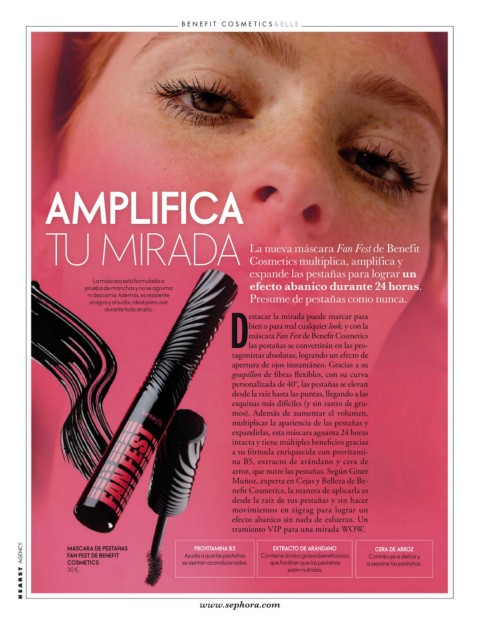 BENEFIT COSMETICS&ELLE
AMPLIFICA
TU MIRADA
La nueva máscara Fan Fest de Benefit
Cosmetics multiplica, amplifica y
expande las pestañas para lograr un
efecto abanico durante 24 horas.
Presume de pestañas como nunca.
La máscara está formulada a
prueba de manchas y no se agruma
ni descama. Además, es resistente
al agua y al sudor, ideal para usar
durante todo el año.
Destacar la mirada puede marcar para
bien o para mal cualquier look, y con la
máscara Fan Fest de Benefit Cosmetics
las pestañas se convertirán en las pro-
tagonistas absolutas, logrando un efecto de
apertura de ojos instantáneo. Gracias a su
goupillon de fibras flexibles, con su curva
personalizada de 40°, las pestañas se elevan
desde la raíz hasta las puntas, llegando a las
esquinas más difíciles (y sin rastro de gru-
mos). Además de aumentar el volumen,
multiplicar la apariencia de las pestañas y
expandirlas, esta máscara aguanta 24 horas
intacta y tiene múltiples beneficios gracias
a su fórmula enriquecida con provitami-
na B5, extracto de arándano y cera de
arroz, que nutre las pestañas. Según Giset
Muñoz, experta en Cejas y Belleza de Be-
nefit Cosmetics, la manera de aplicarla es
desde la raíz de tus pestañas y sin hacer
movimientos en zigzag para lograr un
efecto abanico sin nada de esfuerzo. Un
tramiento VIP para una mirada WOW.
benefit
FAN FEST
MÁSCARA DE PESTAÑAS
FAN FEST DE BENEFIT
COSMETICS
30 €.
PROVITAMINA B5
Ayuda a que las pestañas
se sientan acondicionadas.
EXTRACTO DE ARÁNDANO
Contiene ácidos grasos beneficiosos
que facilitan que las pestañas
estén nutridas.
CERA DE ARROZ
Contribuye a definir y
a separar las pestañas.
HEARST AGENCY
www.sephora.com